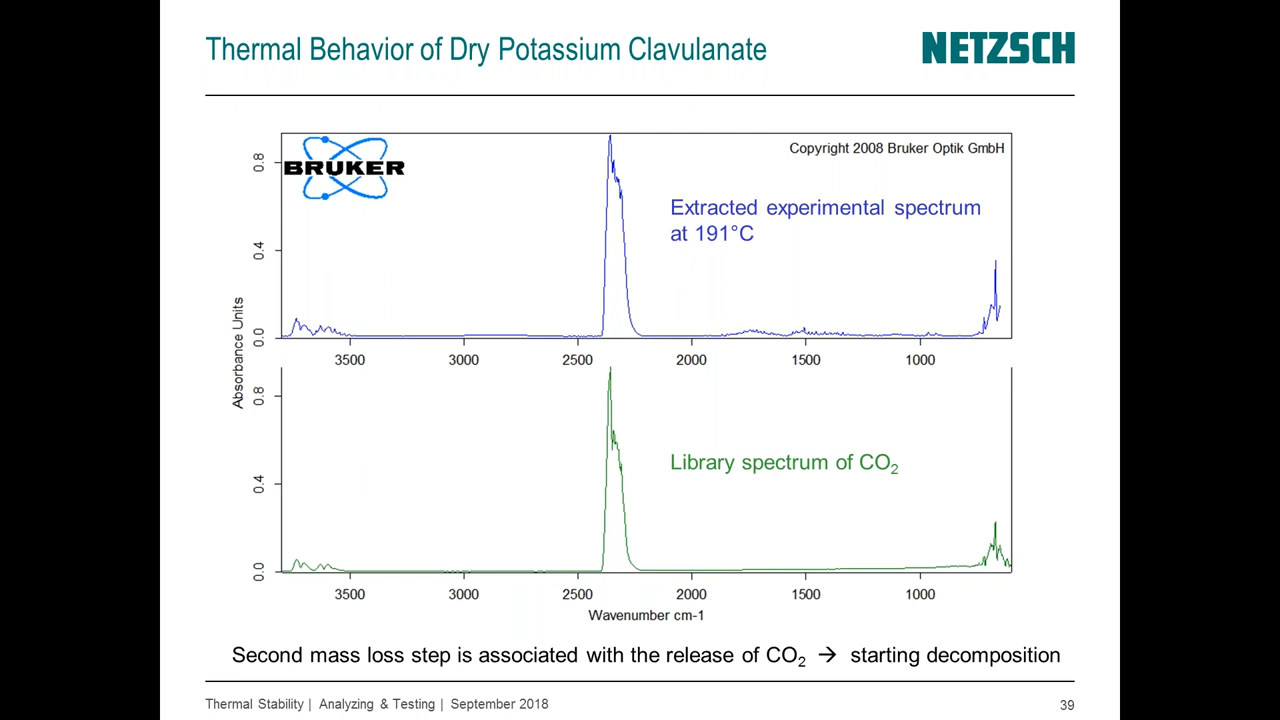 Thermal Behavior of Dry Potassium Clavulanate
NETZSCH
BRUKER
Copyright 2008 Bruker Optik GmbH
Extracted experimental spectrum
at 191°C
0.8
0.4
0.0
3500 3000 2500 2000 1500 1000
Absorbance Units
Library spectrum of CO₂
0.8
0.4
0.0
3500 3000 2500 2000 1500 1000
Wavenumber cm-1
Second mass loss step is associated with the release of CO₂ → starting decomposition
Thermal Stability | Analyzing & Testing | September 2018
39